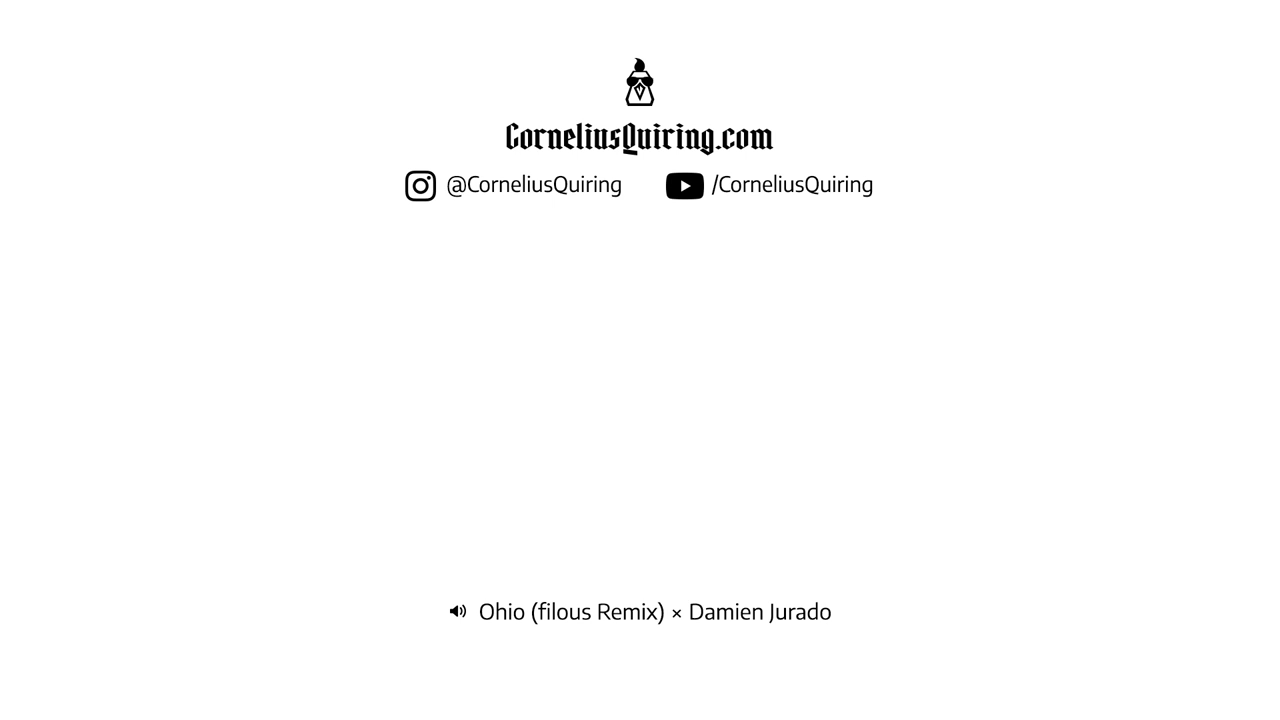 CorneliusQuiring.com
@CorneliusQuiring /CorneliusQuiring
Ohio (filous Remix) × Damien Jurado